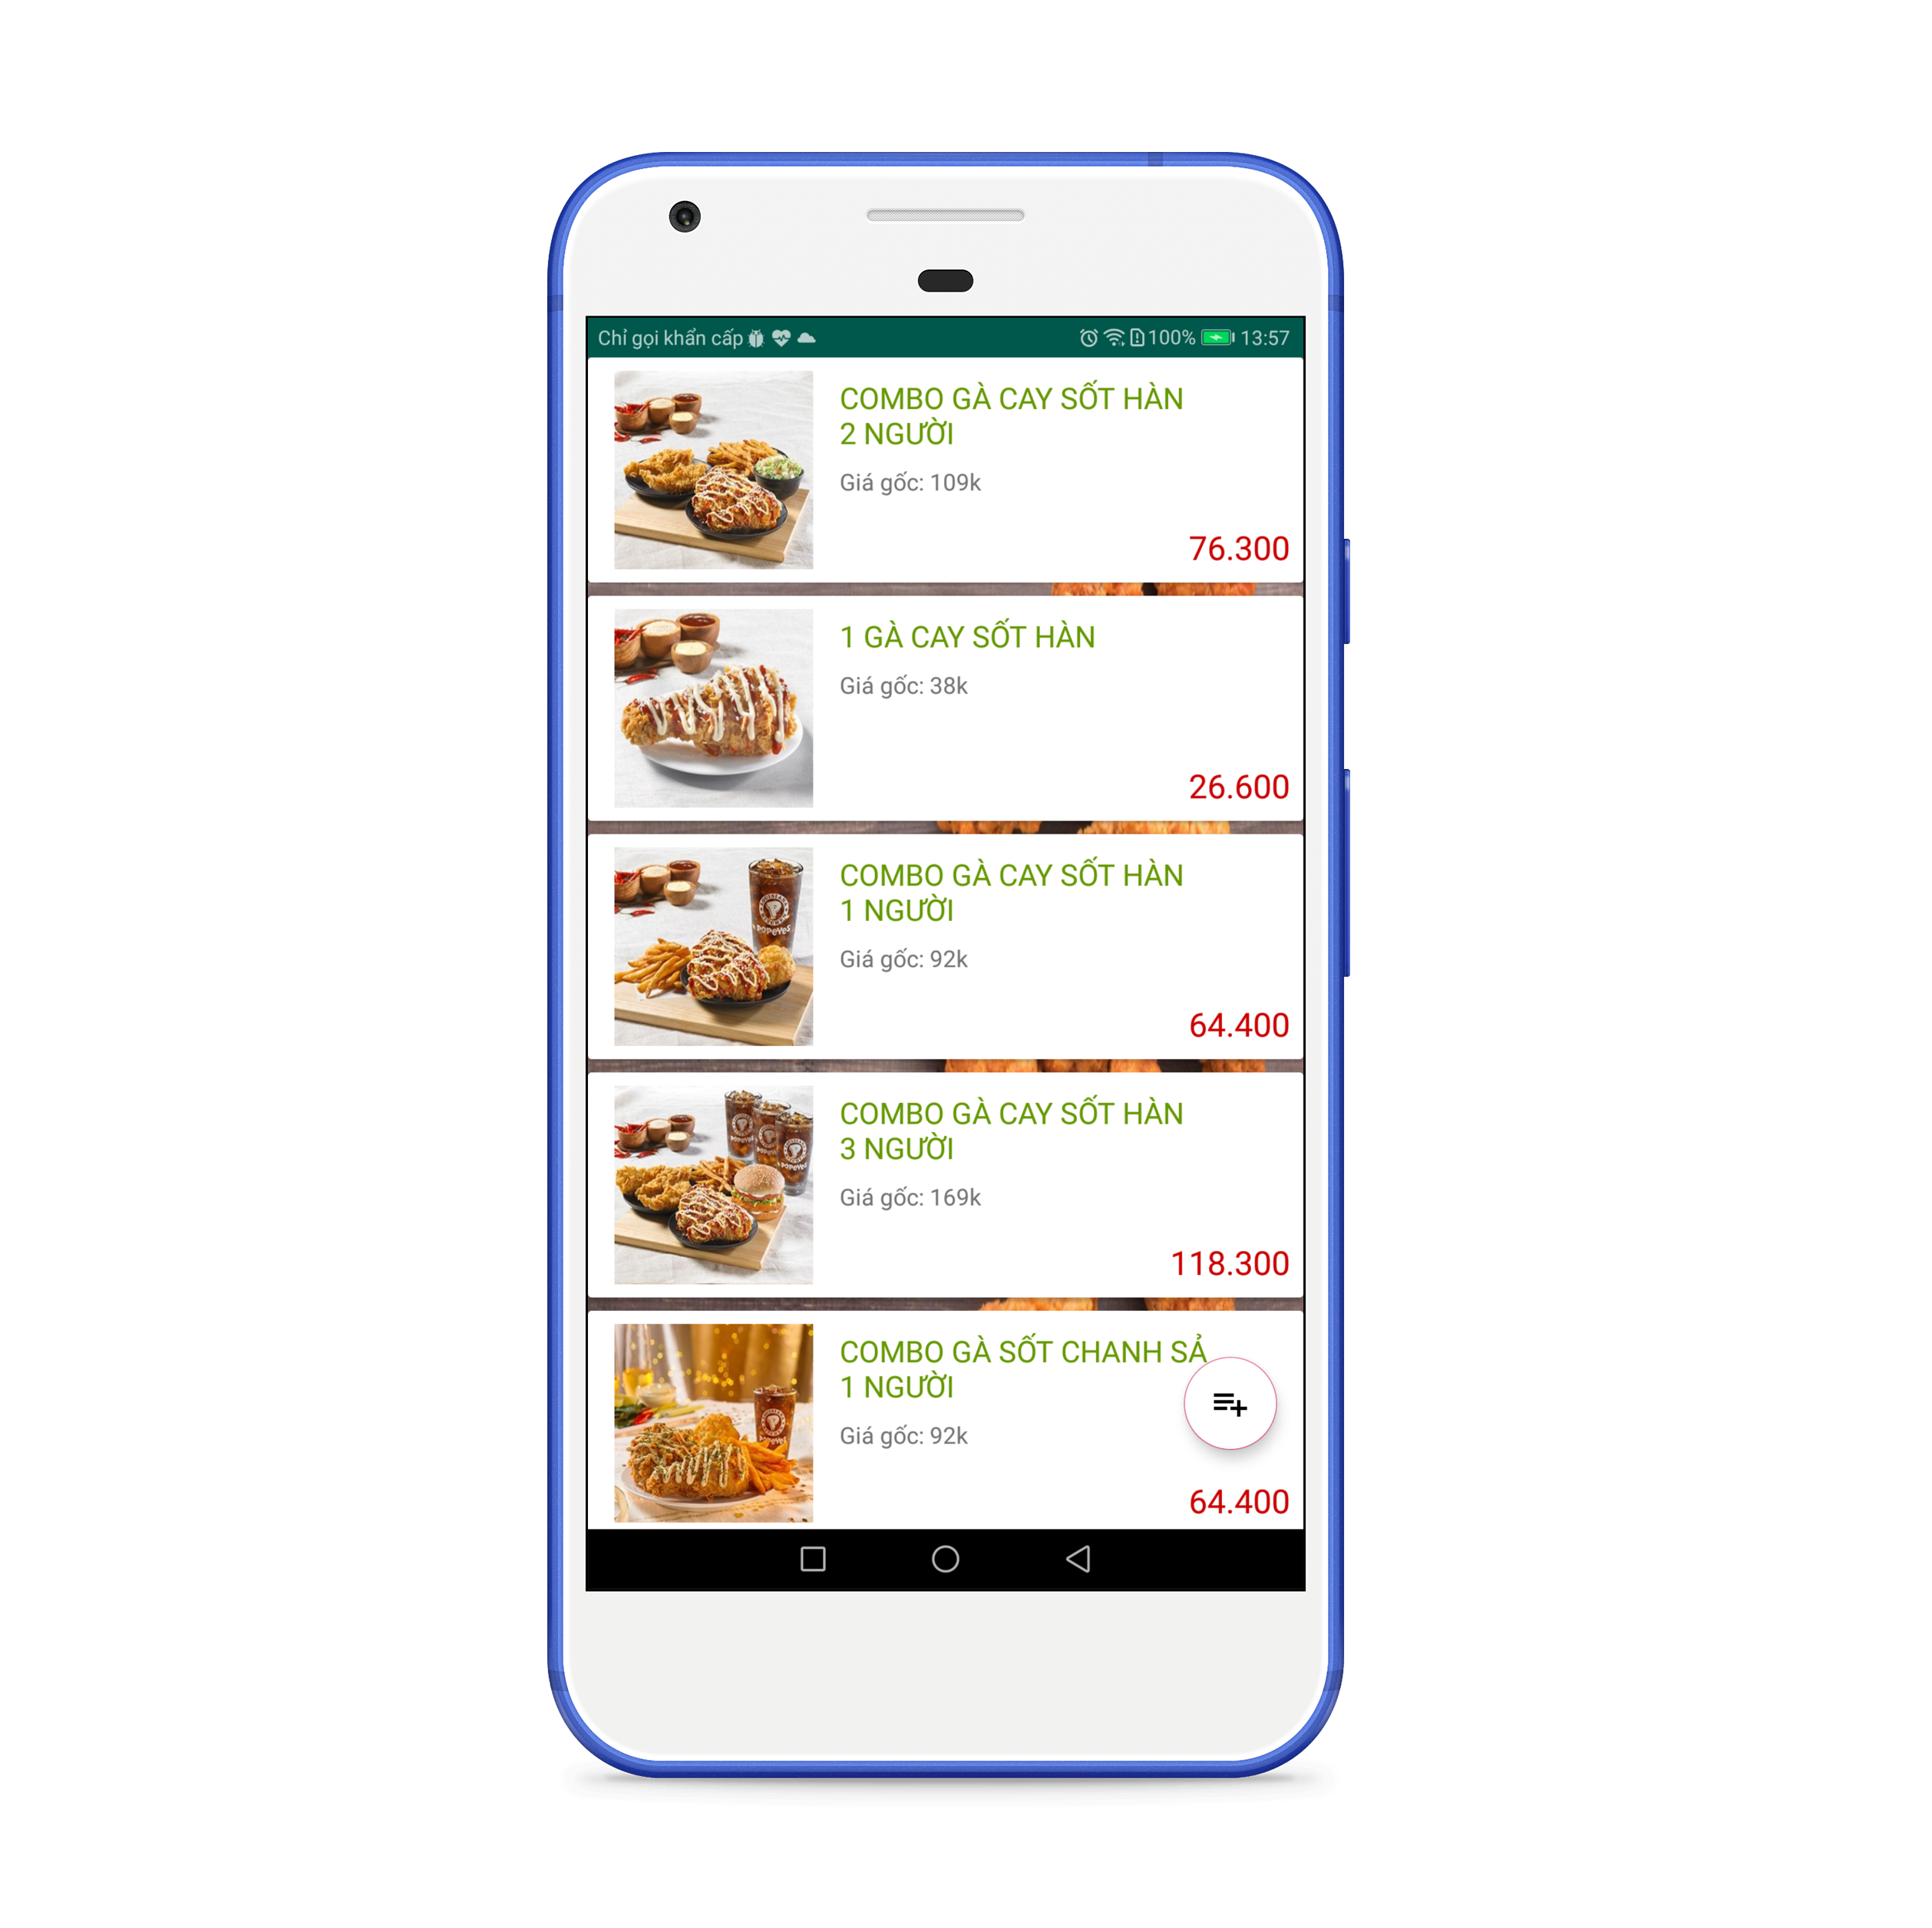 Chỉ gọi khẩn cấp 100% 13:57
COMBO GÀ CAY SỐT HÀN
2 NGƯỜI
Giá gốc: 109k
76.300
1 GÀ CAY SỐT HÀN
Giá gốc: 38k
26.600
POPEYES
COMBO GÀ CAY SỐT HÀN
1 NGƯỜI
Giá gốc: 92k
64.400
POPEYES
COMBO GÀ CAY SỐT HÀN
3 NGƯỜI
Giá gốc: 169k
118.300
COMBO GÀ SỐT CHANH SẢ
1 NGƯỜI
Giá gốc: 92k
64.400